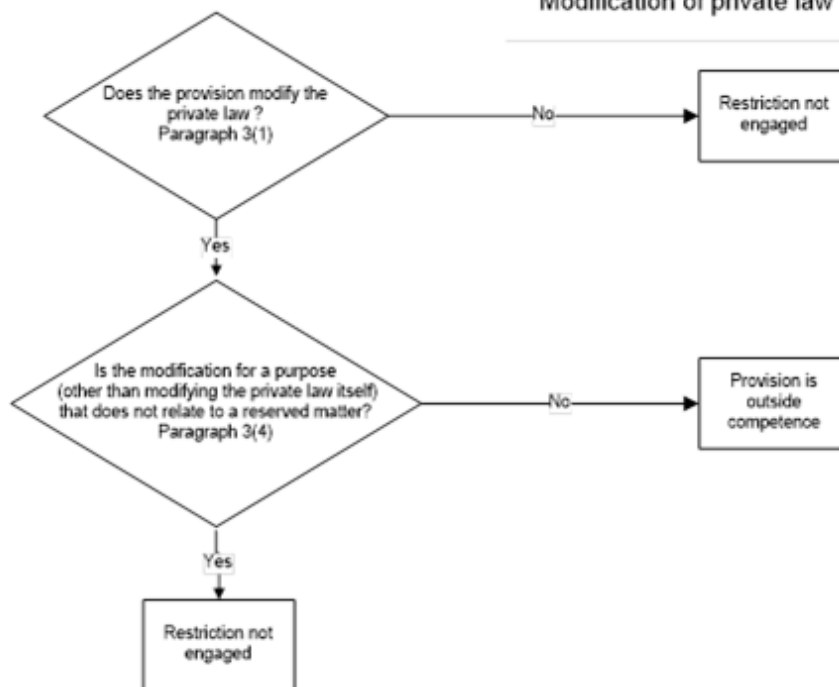 Modification of private law
Does the provision modify the
private law ?
Paragraph 3(1)
No
Restriction not
engaged
Yes
Is the modification for a purpose
(other than modifying the private law itself)
that does not relate to a reserved matter?
Paragraph 3(4)
No
Provision is
outside
competence
Yes
Restriction not
engaged